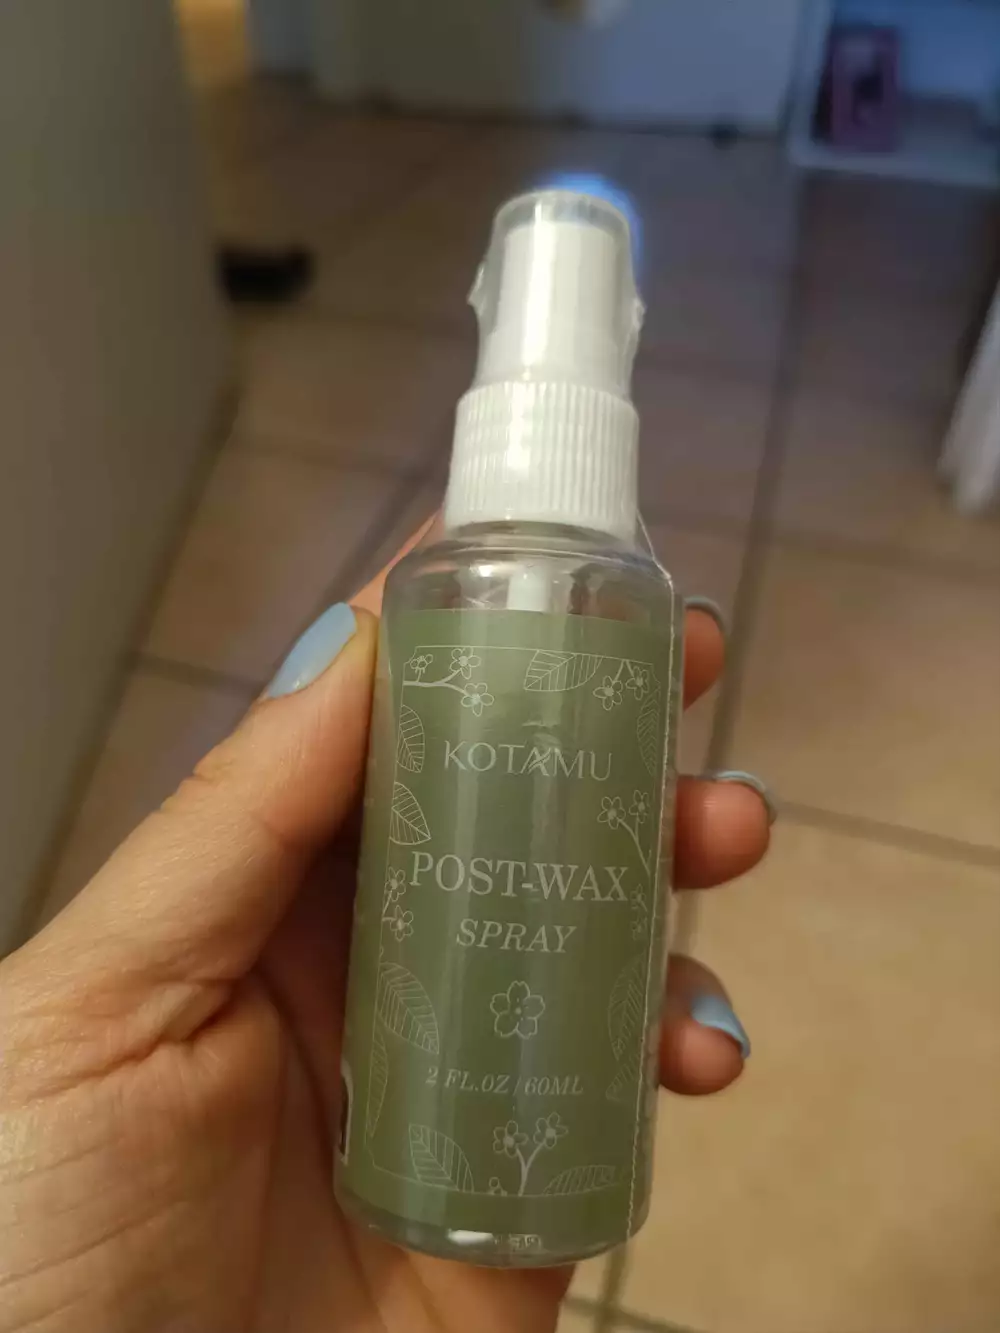 KOTAMU
POST-WAX
SPRAY
2 FL.OZ/60ML